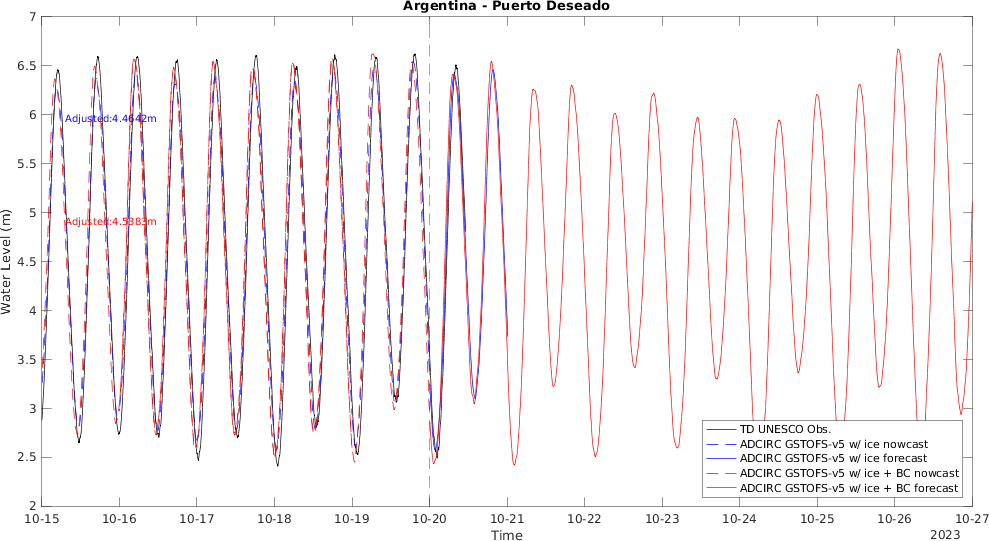 Argentina - Puerto Deseado
7
6.5
6
5.5
5
4.5
4
3.5
3
2.5
2
Water Level (m)
Adjusted:4.4642m
Adjusted:4.5383m
TD UNESCO Obs.
ADCIRC GSTOFS-v5 w/ ice nowcast
ADCIRC GSTOFS-v5 w/ ice forecast
ADCIRC GSTOFS-v5 w/ ice + BC nowcast
ADCIRC GSTOFS-v5 w/ ice + BC forecast
10-15 10-16 10-17 10-18 10-19 10-20 10-21 10-22 10-23 10-24 10-25 10-26 10-27
Time
2023